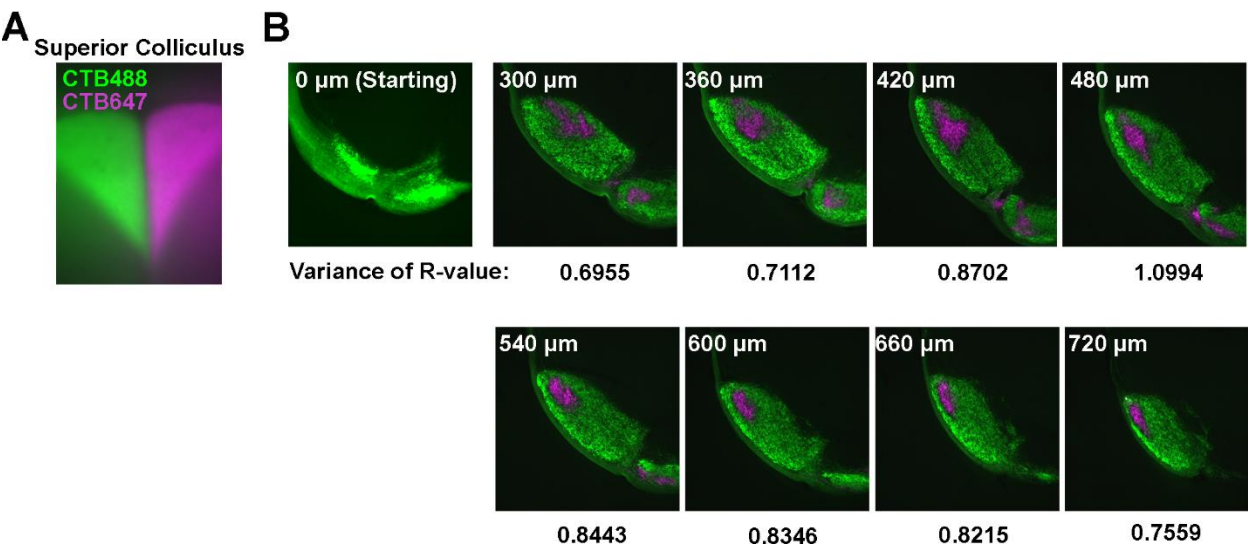 A
Superior Colliculus
CTB488
CTB647
B
0 µm (Starting)
300 µm
360 µm
420 µm
480 µm
Variance of R-value:
0.6955
0.7112
0.8702
1.0994
540 µm
600 µm
660 µm
720 µm
0.8443
0.8346
0.8215
0.7559